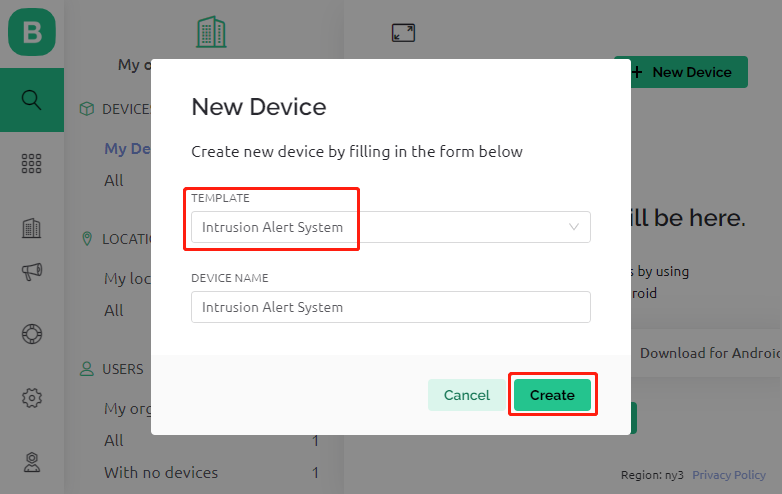 B
My o
New Device
DEVICES
My De
All
LOCATIO
My loc
All
USERS
My org
All 1
With no devices 1
New Device
Create new device by filling in the form below
TEMPLATE
Intrusion Alert System
DEVICE NAME
Intrusion Alert System
Cancel
Create
ill be here.
s by using
droid
Download for Android
Region: ny3 Privacy Policy